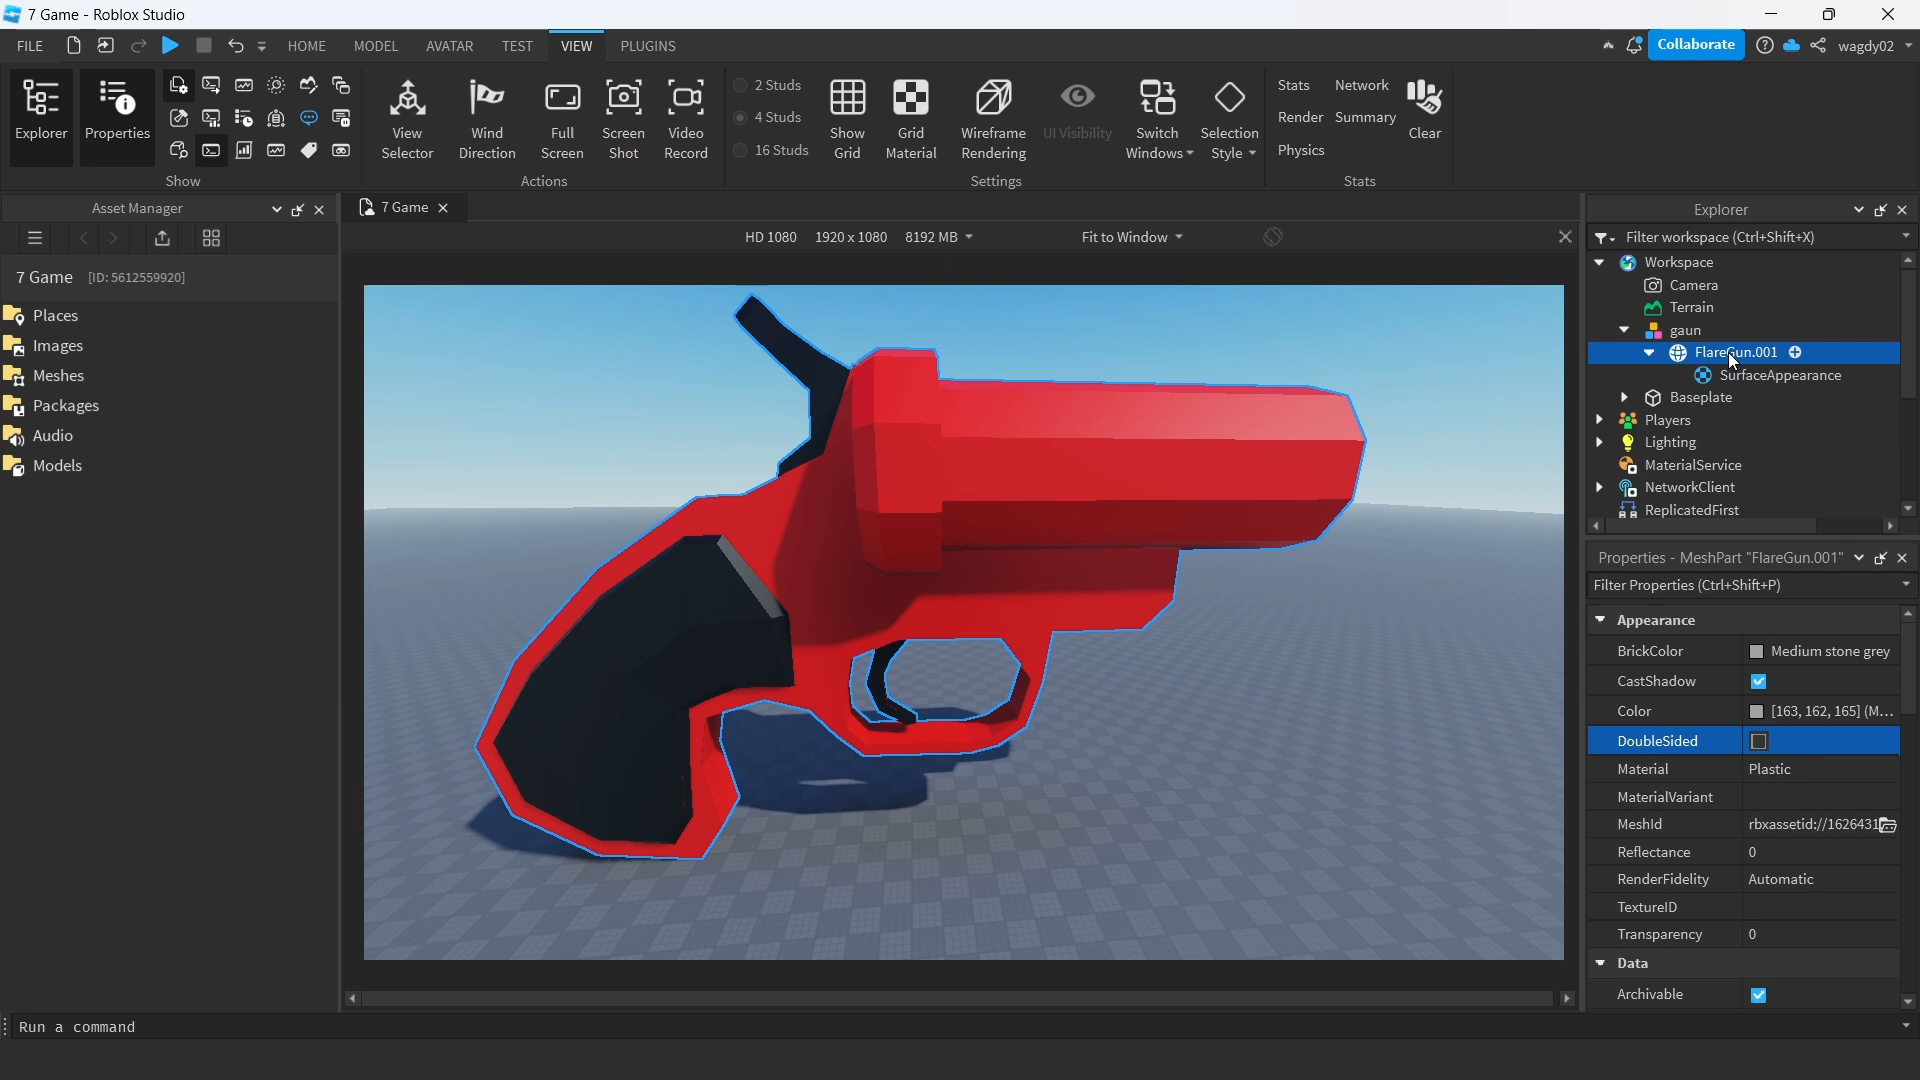 7 Game - Roblox Studio
FILE HOME MODEL AVATAR TEST VIEW PLUGINS Collaborate wagdy02
Explorer Properties View Selector Wind Direction Full Screen Screen Shot Video Record
2 Studs
4 Studs
16 Studs
Show Grid Grid Material Wireframe Rendering UI Visibility Switch Windows Selection Style
Stats Network
Render Summary
Physics
Clear
Show Actions Settings Stats
Asset Manager
7 Game [ID: 5612559920]
Places
Images
Meshes
Packages
Audio
Models
7 Game
HD 1080 1920 x 1080 8192 MB Fit to Window
Explorer
Filter workspace (Ctrl+Shift+X)
Workspace
Camera
Terrain
gaun
FlareGun.001
SurfaceAppearance
Baseplate
Players
Lighting
MaterialService
NetworkClient
ReplicatedFirst
Properties - MeshPart "FlareGun.001"
Filter Properties (Ctrl+Shift+P)
Appearance
BrickColor Medium stone grey
CastShadow
Color [163, 162, 165] (M...
DoubleSided
Material Plastic
MaterialVariant
MeshId rbxassetid://1626431
Reflectance 0
RenderFidelity Automatic
TextureID
Transparency 0
Data
Archivable
Run a command